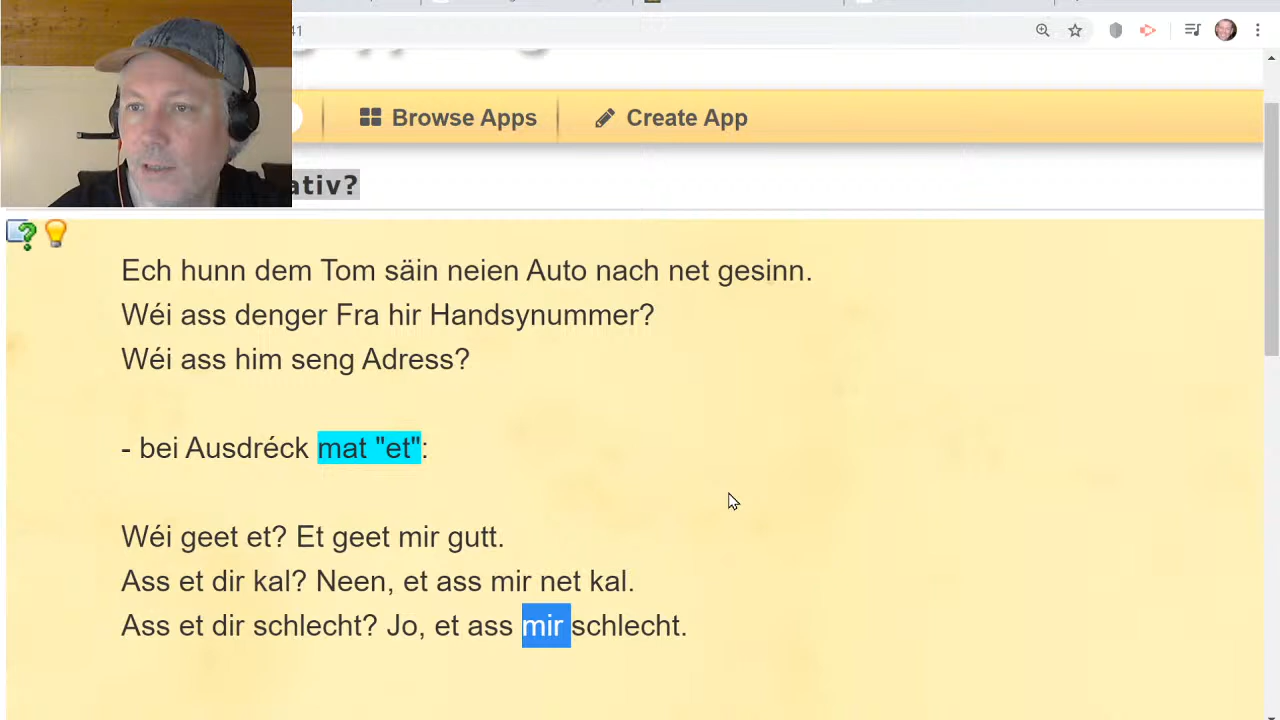 41
Browse Apps
Create App
ativ?
Ech hunn dem Tom säin neien Auto nach net gesinn.
Wéi ass denger Fra hir Handsynummer?
Wéi ass him seng Adress?
- bei Ausdréck mat "et":
Wéi geet et? Et geet mir gutt.
Ass et dir kal? Neen, et ass mir net kal.
Ass et dir schlecht? Jo, et ass mir schlecht.